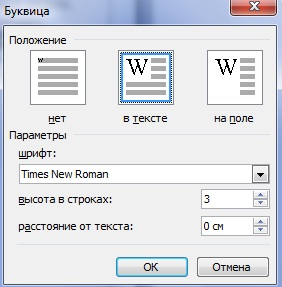 Буквица
Положение
W W W
нет в тексте на поле
Параметры
шрифт:
Times New Roman
высота в строках: 3
расстояние от текста: 0 см
ОК Отмена